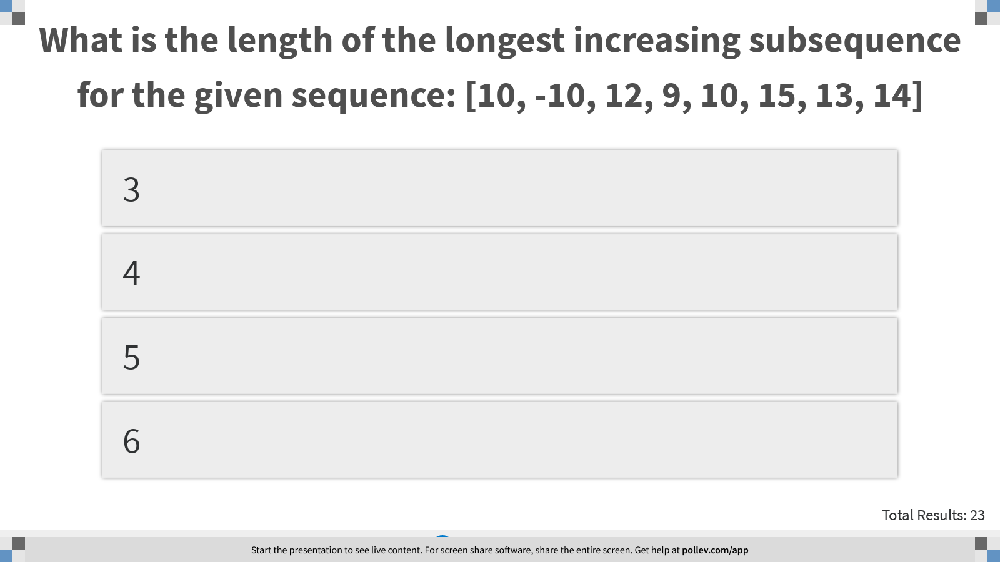 What is the length of the longest increasing subsequence
for the given sequence: [10, -10, 12, 9, 10, 15, 13, 14]
3
4
5
6
Total Results: 23
Start the presentation to see live content. For screen share software, share the entire screen. Get help at pollev.com/app